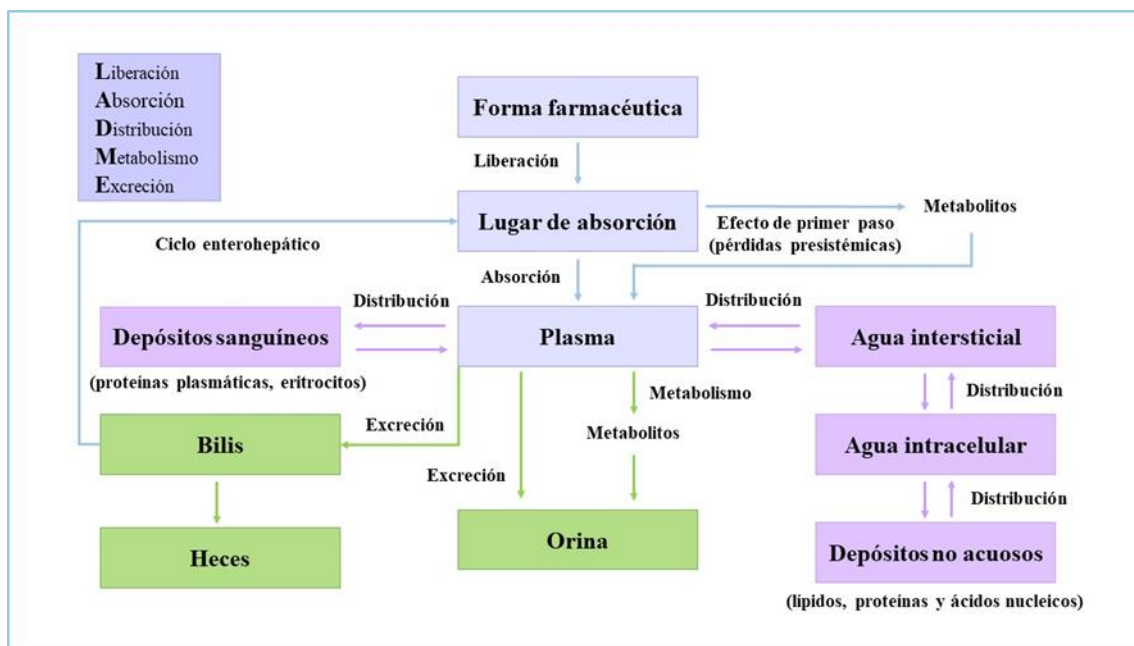 Liberación
Absorción
Distribución
Metabolismo
Excreción
Forma farmacéutica
Liberación
Lugar de absorción
Metabolitos
Efecto de primer paso
(pérdidas presistémicas)
Ciclo enterohepático
Absorción
Distribución
Distribución
Depósitos sanguíneos
Plasma
Agua intersticial
(proteínas plasmáticas, eritrocitos)
Metabolismo
Distribución
Excreción
Metabolitos
Bilis
Agua intracelular
Excreción
Distribución
Heces
Orina
Depósitos no acuosos
(lípidos, proteínas y ácidos nucleicos)